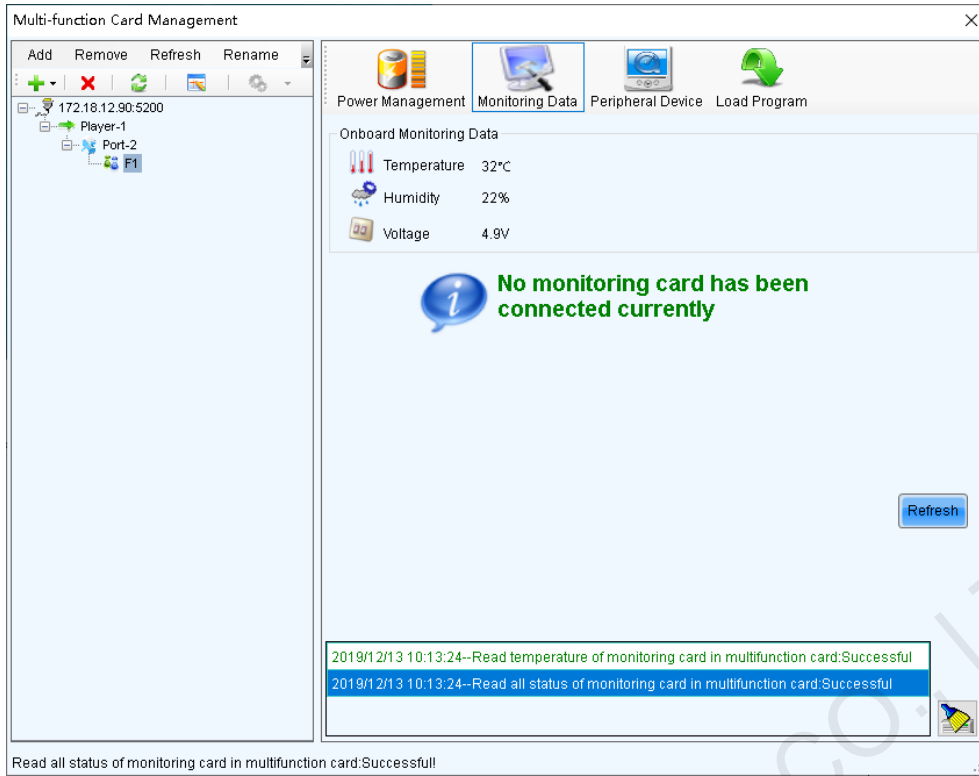 Multi-function Card Management
Add Remove Refresh Rename
172.18.12.90:5200
Player-1
Port-2
F1
Power Management Monitoring Data Peripheral Device Load Program
Onboard Monitoring Data
Temperature 32°C
Humidity 22%
Voltage 4.9V
No monitoring card has been
connected currently
Refresh
2019/12/13 10:13:24--Read temperature of monitoring card in multifunction card:Successful
2019/12/13 10:13:24--Read all status of monitoring card in multifunction card:Successful
Read all status of monitoring card in multifunction card:Successful!